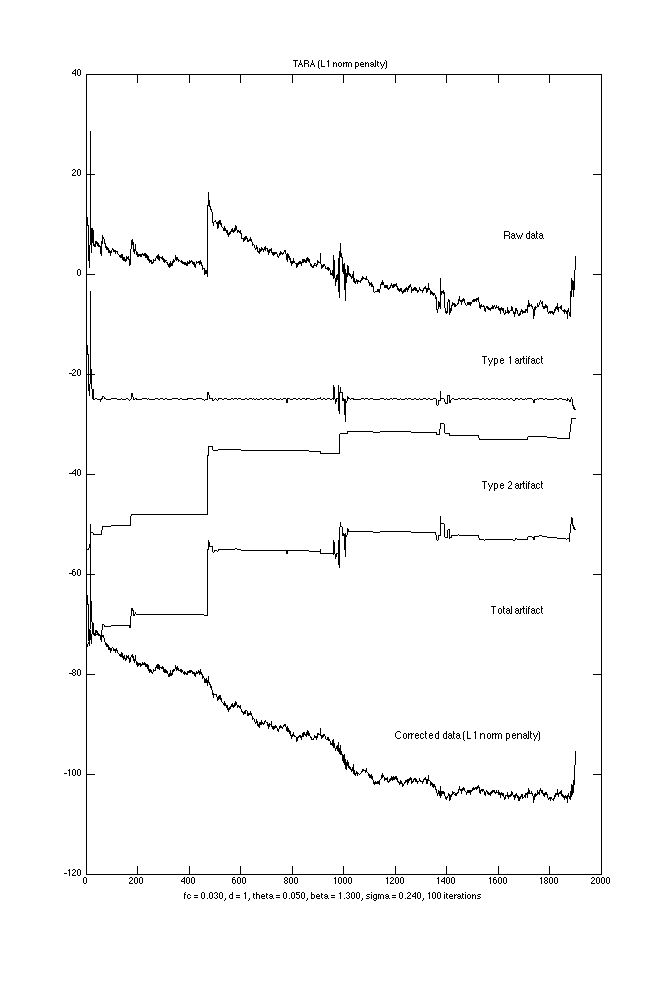 TARA (L1 norm penalty)
40
20
Raw data
0
Type 1 artifact
-20
-40
Type 2 artifact
-60
Total artifact
-80
Corrected data (L1 norm penalty)
-100
-120
0 200 400 600 800 1000 1200 1400 1600 1800 2000
fc = 0.030, d = 1, theta = 0.050, beta = 1.300, sigma = 0.240, 100 iterations